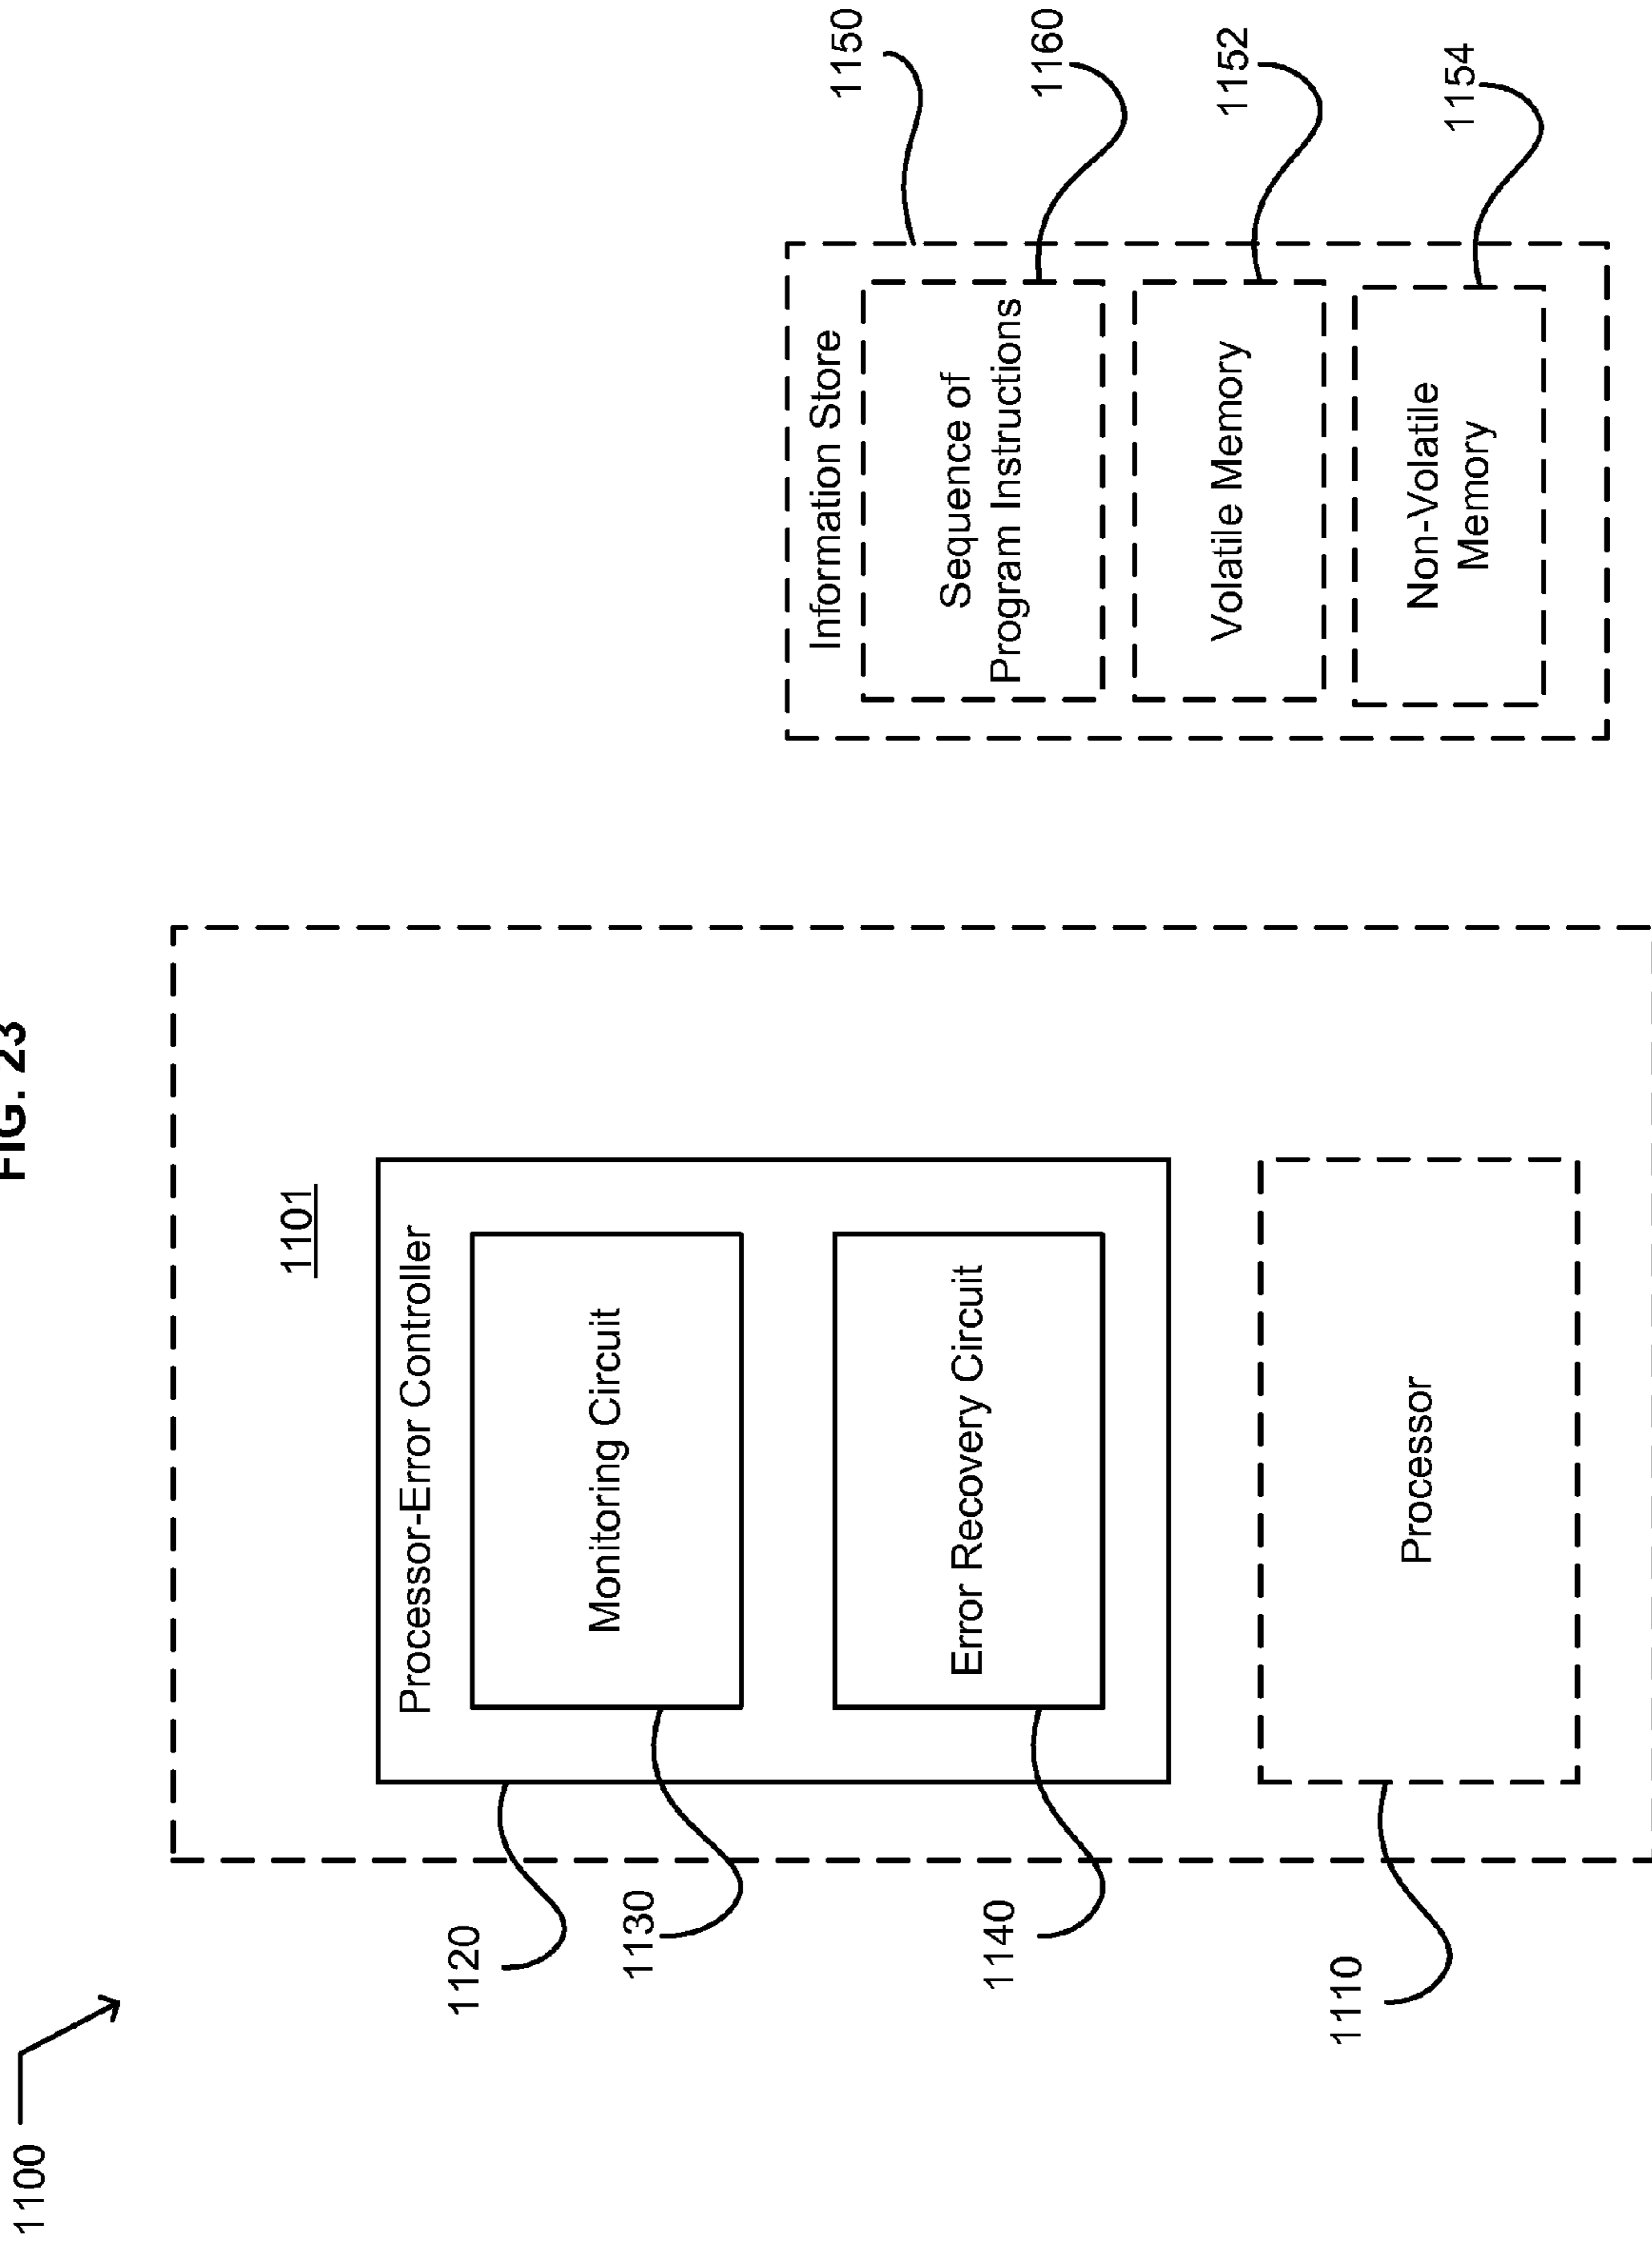 FIG. 23
1100
1101
1120
Processor-Error Controller
1130
Monitoring Circuit
1140
Error Recovery Circuit
1110
Processor
1150
Information Store
1160
Sequence of
Program Instructions
1152
Volatile Memory
1154
Non-Volatile
Memory